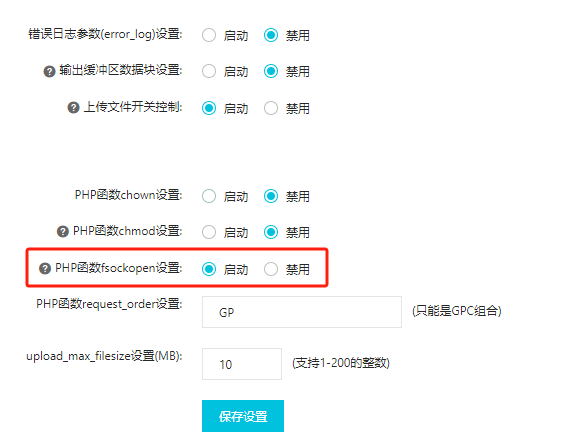 错误日志参数(error_log)设置: 启动 禁用
? 输出缓冲区数据块设置: 启动 禁用
? 上传文件开关控制: 启动 禁用
PHP函数chown设置: 启动 禁用
? PHP函数chmod设置: 启动 禁用
? PHP函数fsockopen设置: 启动 禁用
PHP函数request_order设置: GP (只能是GPC组合)
upload_max_filesize设置(MB): 10 (支持1-200的整数)
保存设置